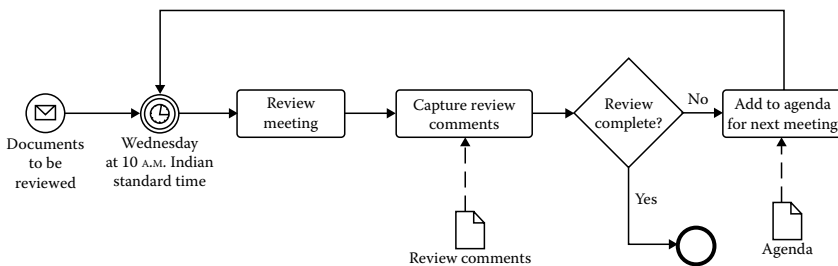 Documents
to be
reviewed
Wednesday
at 10 A.M. Indian
standard time
Review
meeting
Capture review
comments
Review comments
Review
complete?
No
Yes
Add to agenda
for next meeting
Agenda